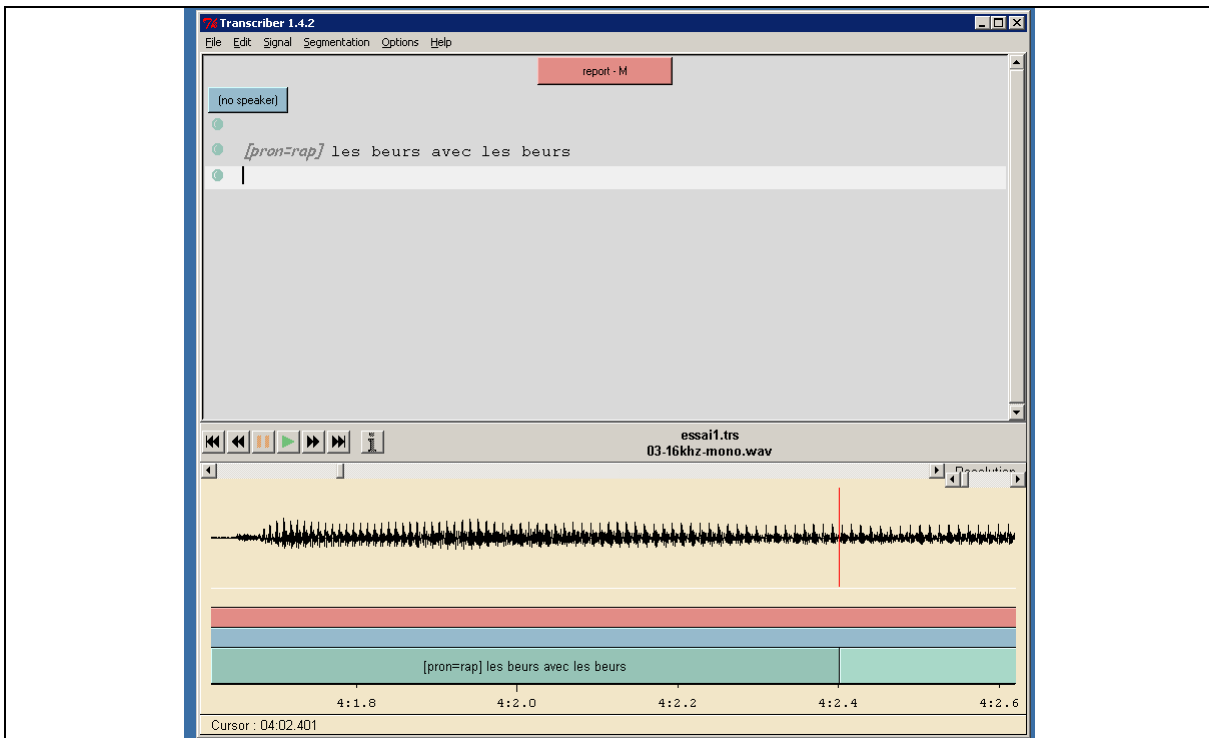 Transcriber 1.4.2
File Edit Signal Segmentation Options Help
report - M
(no speaker)
[pron=rap] les beurs avec les beurs
essai1.trs
03-16khz-mono.wav
Resolution
[pron=rap] les beurs avec les beurs
4:1.8 4:2.0 4:2.2 4:2.4 4:2.6
Cursor : 04:02.401